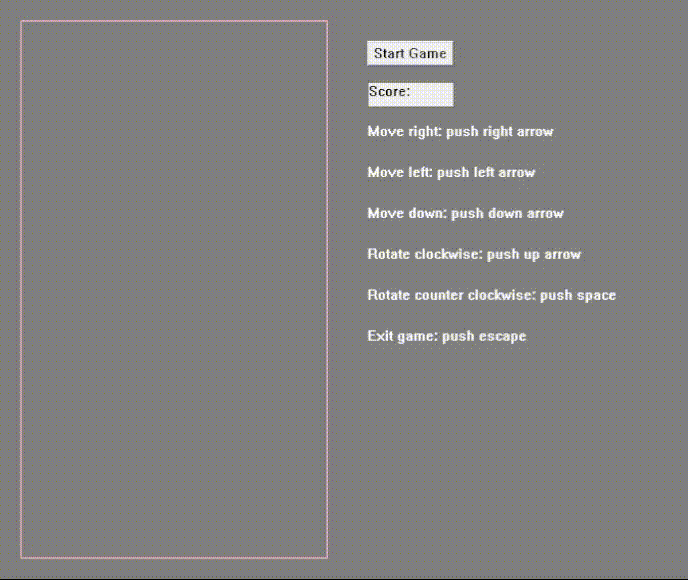 Start Game
Score:
Move right: push right arrow
Move left: push left arrow
Move down: push down arrow
Rotate clockwise: push up arrow
Rotate counter clockwise: push space
Exit game: push escape